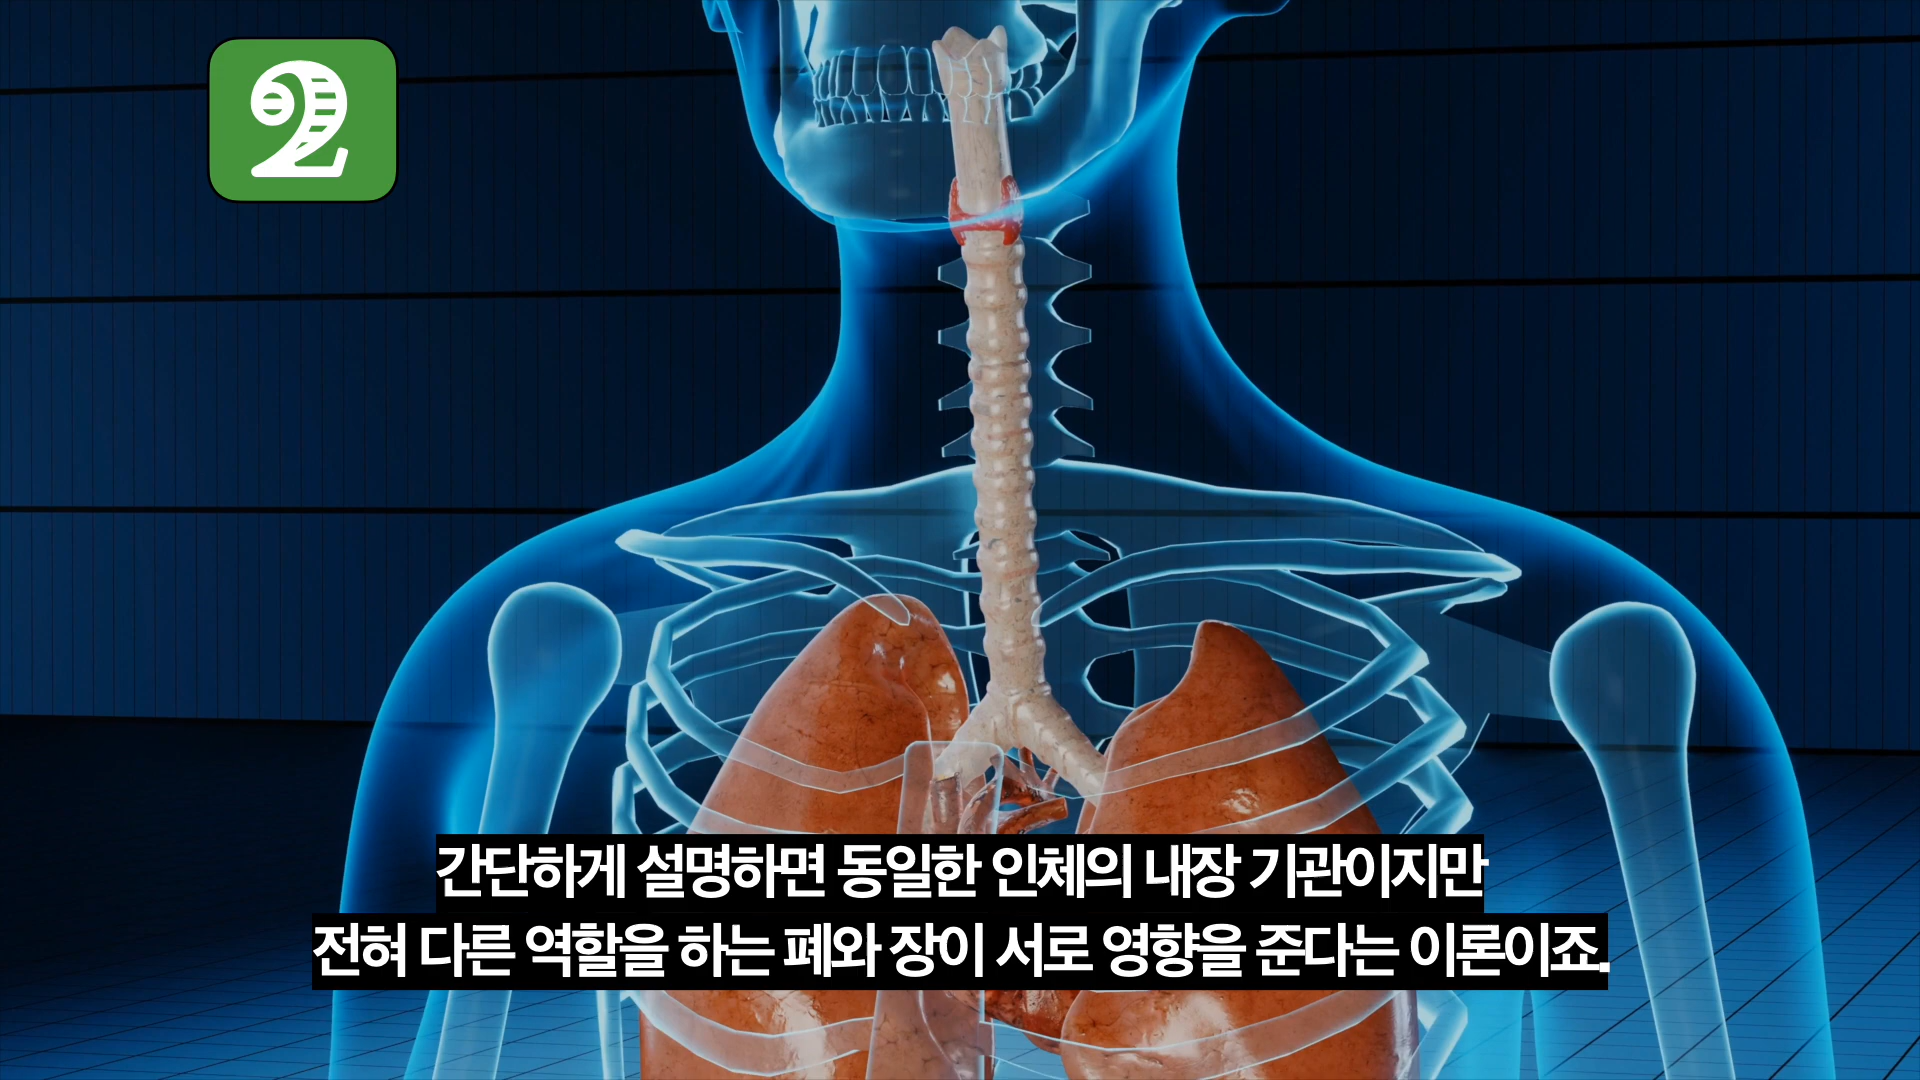 간단하게 설명하면 동일한 인체의 내장 기관이지만
전혀 다른 역할을 하는 폐와 장이 서로 영향을 준다는 이론이죠.